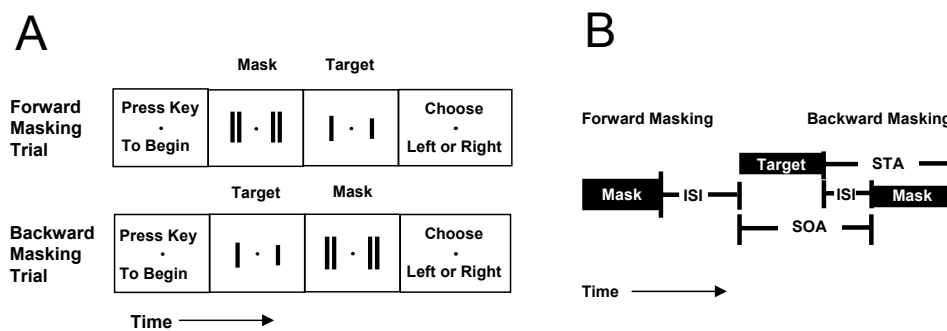 A
Mask Target
Forward
Masking
Trial
Press Key
To Begin
Choose
Left or Right
Target Mask
Backward
Masking
Trial
Press Key
To Begin
Choose
Left or Right
Time
B
Forward Masking Backward Masking
Target STA
Mask ISI ISI Mask
SOA
Time